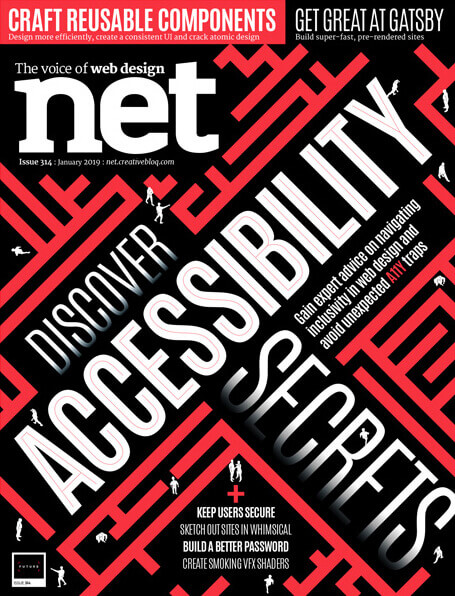 CRAFT REUSABLE COMPONENTS
Design more efficiently, create a consistent UI and crack atomic design
GET GREAT AT GATSBY
Build super-fast, pre-rendered sites
The voice of web design
net
Issue 314 : January 2019 : net.creativebloq.com
DISCOVER
ACCESSIBILITY
SECRETS
Gain expert advice on navigating
inclusivity in web design and
avoid unexpected A11Y traps
+
KEEP USERS SECURE
SKETCH OUT SITES IN WHIMSICAL
BUILD A BETTER PASSWORD
CREATE SMOKING VFX SHADERS
FUTURE
ISSUE 314